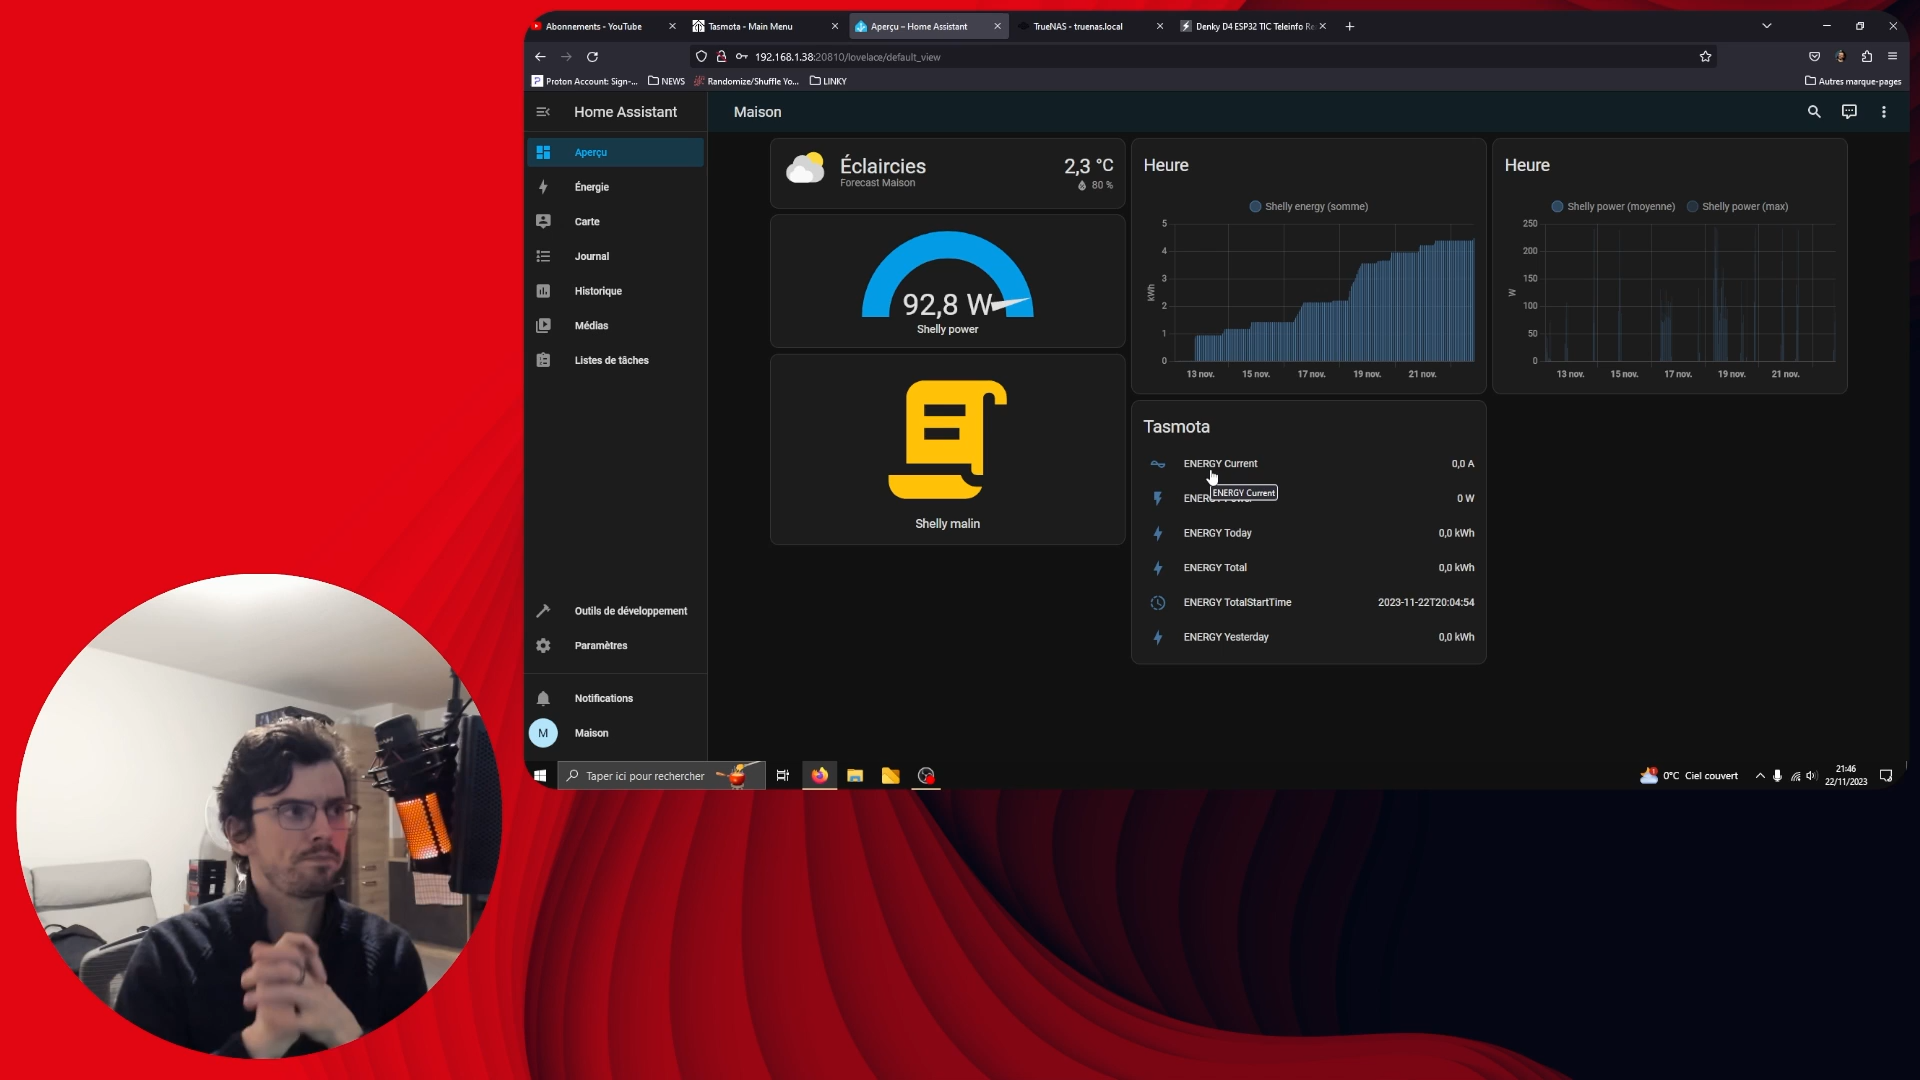 Abonnements - YouTube
Tasmota - Main Menu
Aperçu – Home Assistant
TrueNAS - truenas.local
Denky D4 ESP32 TIC Teleinfo Re
192.168.1.38:20810/lovelace/default_view
Proton Account: Sign-...
NEWS
Randomize/Shuffle Yo...
LINKY
Autres marque-pages
Home Assistant
Maison
Aperçu
Énergie
Carte
Journal
Historique
Médias
Listes de tâches
Outils de développement
Paramètres
Notifications
M
Maison
Éclaircies
Forecast Maison
2,3 °C
80 %
92,8 W
Shelly power
Shelly malin
Heure
Shelly energy (somme)
kWh
5
4
3
2
1
0
13 nov.
15 nov.
17 nov.
19 nov.
21 nov.
Heure
Shelly power (moyenne)
Shelly power (max)
W
250
200
150
100
50
0
13 nov.
15 nov.
17 nov.
19 nov.
21 nov.
Tasmota
ENERGY Current
0,0 A
ENERGY Current
0 W
ENERGY Today
0,0 kWh
ENERGY Total
0,0 kWh
ENERGY TotalStartTime
2023-11-22T20:04:54
ENERGY Yesterday
0,0 kWh
Taper ici pour rechercher
0°C Ciel couvert
21:46
22/11/2023